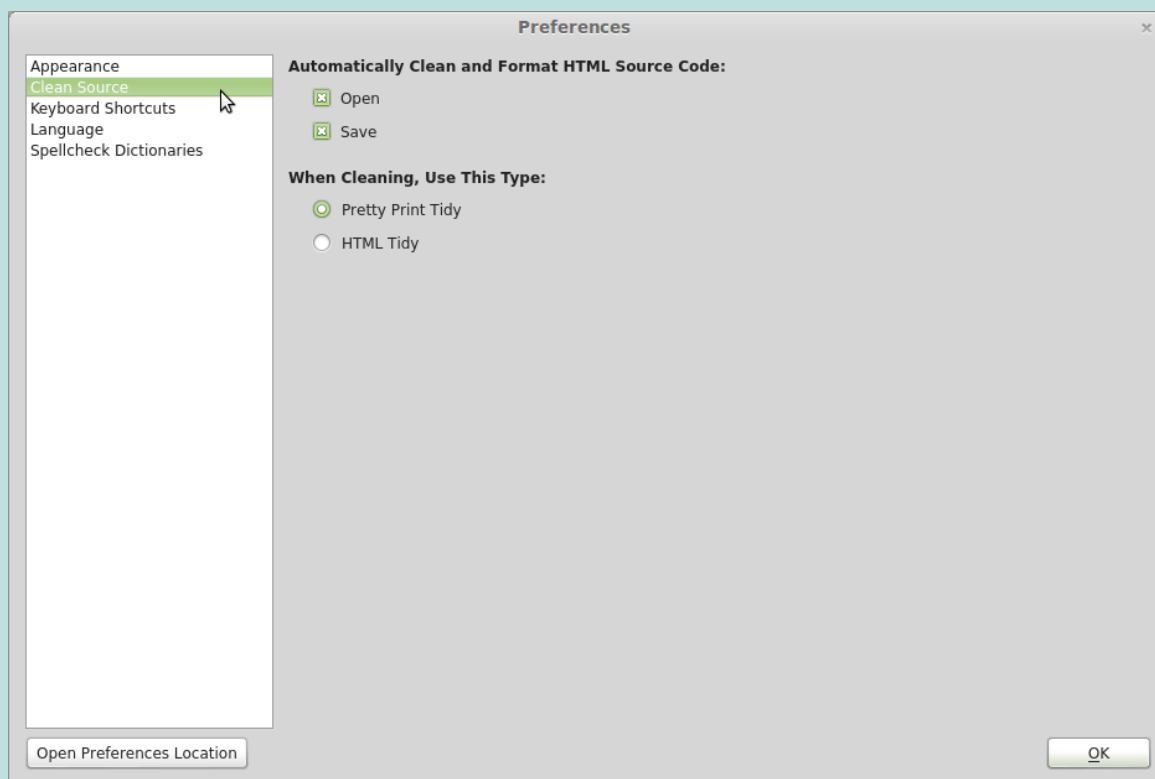 Preferences
Appearance
Clean Source
Keyboard Shortcuts
Language
Spellcheck Dictionaries
Automatically Clean and Format HTML Source Code:
Open
Save
When Cleaning, Use This Type:
Pretty Print Tidy
HTML Tidy
Open Preferences Location
OK